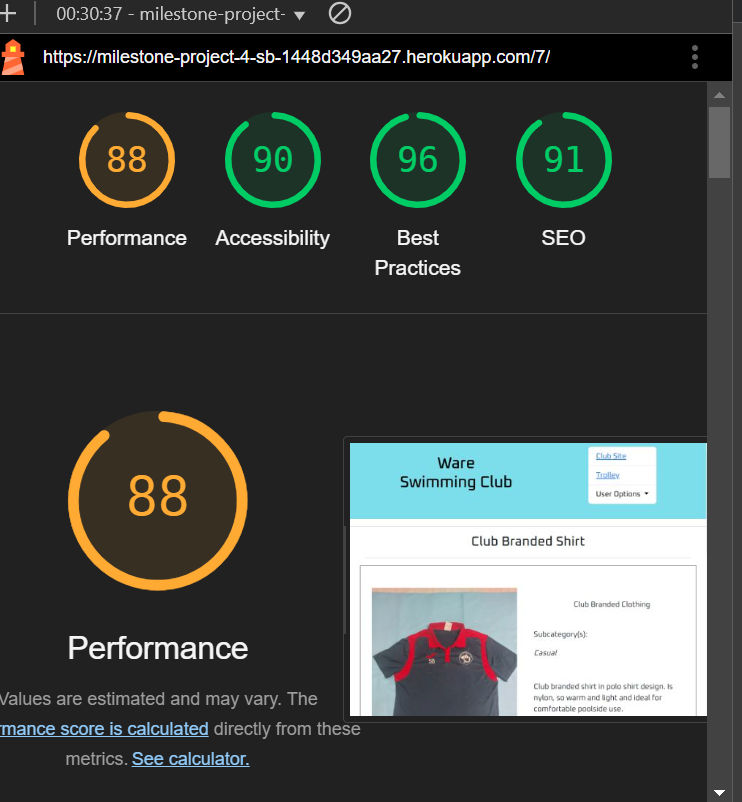 00:30:37 - milestone-project-
https://milestone-project-4-sb-1448d349aa27.herokuapp.com/7/
88 90 96 91
Performance Accessibility Best Practices SEO
88
Performance
Values are estimated and may vary. The
rmance score is calculated directly from these
metrics. See calculator.
Ware
Swimming Club
Club Site
Trolley
User Options
Club Branded Shirt
Club Branded Clothing
Subcategory(s):
Casual
Club branded shirt in polo shirt design. Is
nylon, so warm and light and ideal for
comfortable poolside use.